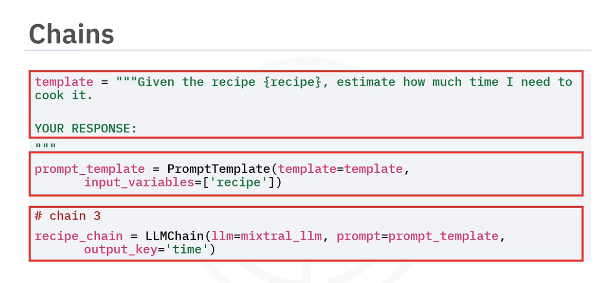 Chains
template = """Given the recipe {recipe}, estimate how much time I need to
cook it.
YOUR RESPONSE:
"""
prompt_template = PromptTemplate(template=template,
input_variables=['recipe'])
# chain 3
recipe_chain = LLMChain(llm=mixtral_llm, prompt=prompt_template,
output_key='time')